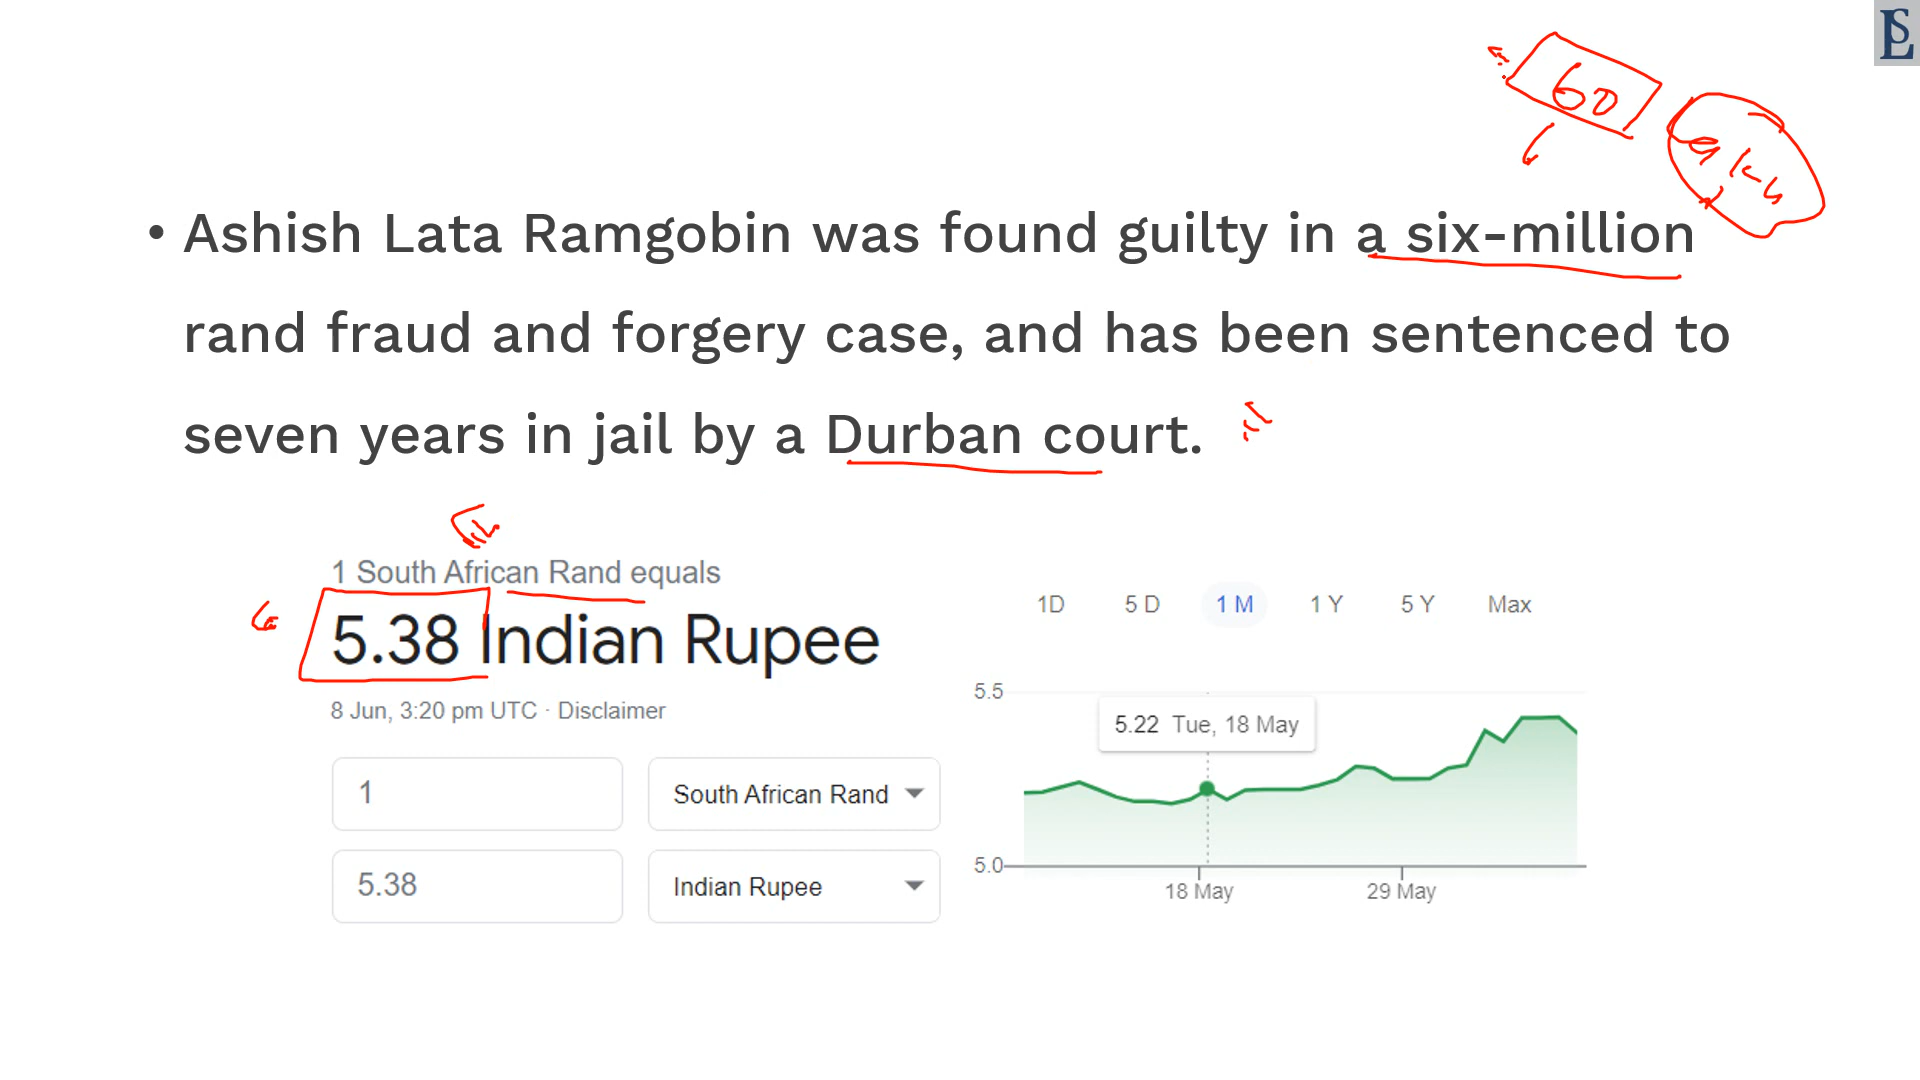 60
• Ashish Lata Ramgobin was found guilty in a six-million
rand fraud and forgery case, and has been sentenced to
seven years in jail by a Durban court.
1 South African Rand equals
5.38 Indian Rupee
8 Jun, 3:20 pm UTC · Disclaimer
1
South African Rand
5.38
Indian Rupee
1D 5 D 1 M 1 Y 5 Y Max
5.5
5.22 Tue, 18 May
5.0
18 May 29 May